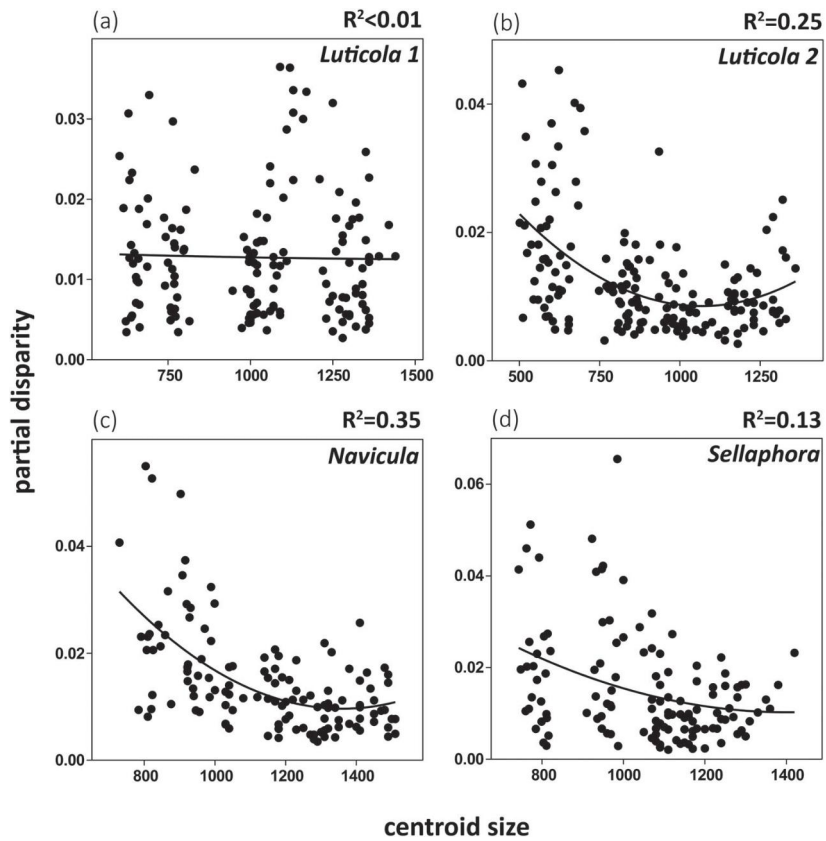 (a) R²<0.01 (b) R²=0.25
Luticola 1 Luticola 2
0.03
0.04
0.02
0.02
0.01
0.00 0.00
750 1000 1250 1500 500 750 1000 1250
partial disparity
(c) R²=0.35 (d) R²=0.13
Navicula Sellaphora
0.06
0.04
0.04
0.02
0.02
0.00 0.00
800 1000 1200 1400 800 1000 1200 1400
centroid size